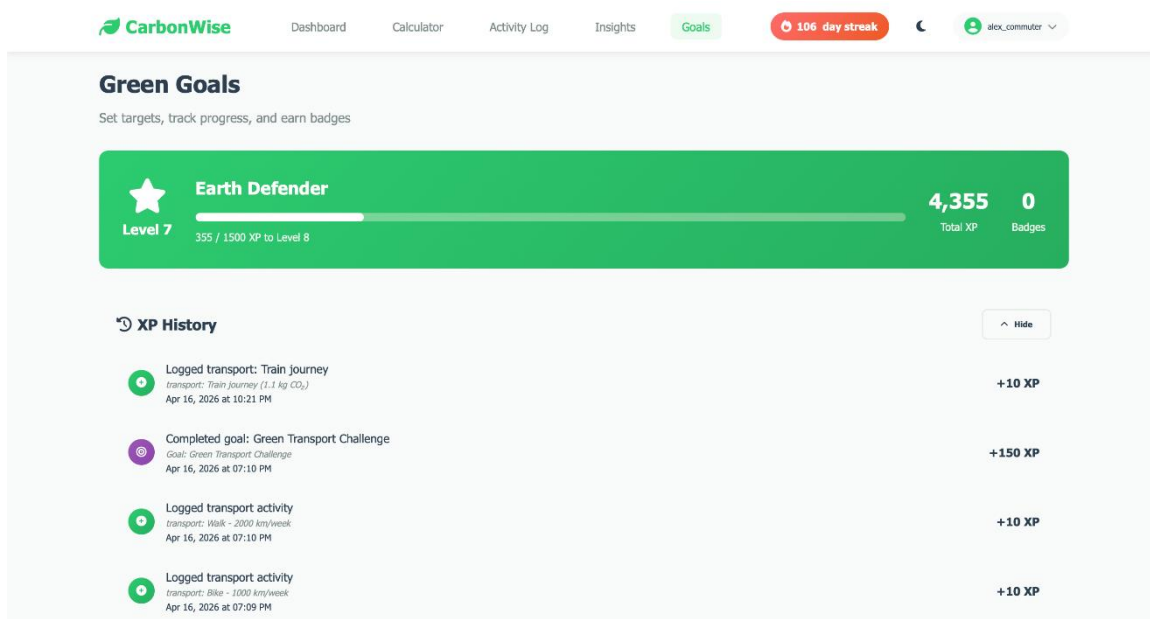 CarbonWise
Dashboard
Calculator
Activity Log
Insights
Goals
106 day streak
alex_commuter
Green Goals
Set targets, track progress, and earn badges
Level 7
Earth Defender
355 / 1500 XP to Level 8
4,355
Total XP
0
Badges
XP History
Hide
Logged transport: Train journey
transport: Train journey (1.1 kg CO₂)
Apr 16, 2026 at 10:21 PM
+10 XP
Completed goal: Green Transport Challenge
Goal: Green Transport Challenge
Apr 16, 2026 at 07:10 PM
+150 XP
Logged transport activity
transport: Walk - 2000 km/week
Apr 16, 2026 at 07:10 PM
+10 XP
Logged transport activity
transport: Bike - 1000 km/week
Apr 16, 2026 at 07:09 PM
+10 XP